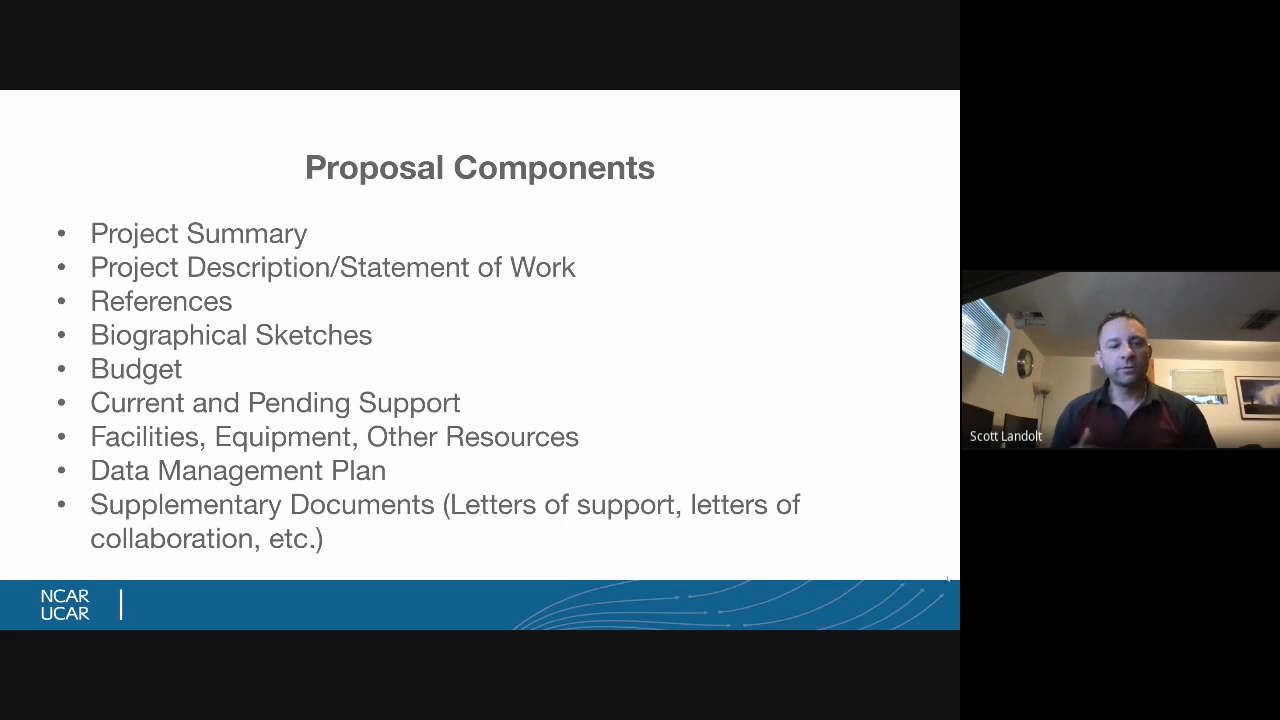 Proposal Components
• Project Summary
• Project Description/Statement of Work
• References
• Biographical Sketches
• Budget
• Current and Pending Support
• Facilities, Equipment, Other Resources
• Data Management Plan
• Supplementary Documents (Letters of support, letters of
collaboration, etc.)
NCAR
UCAR
Scott Landolt